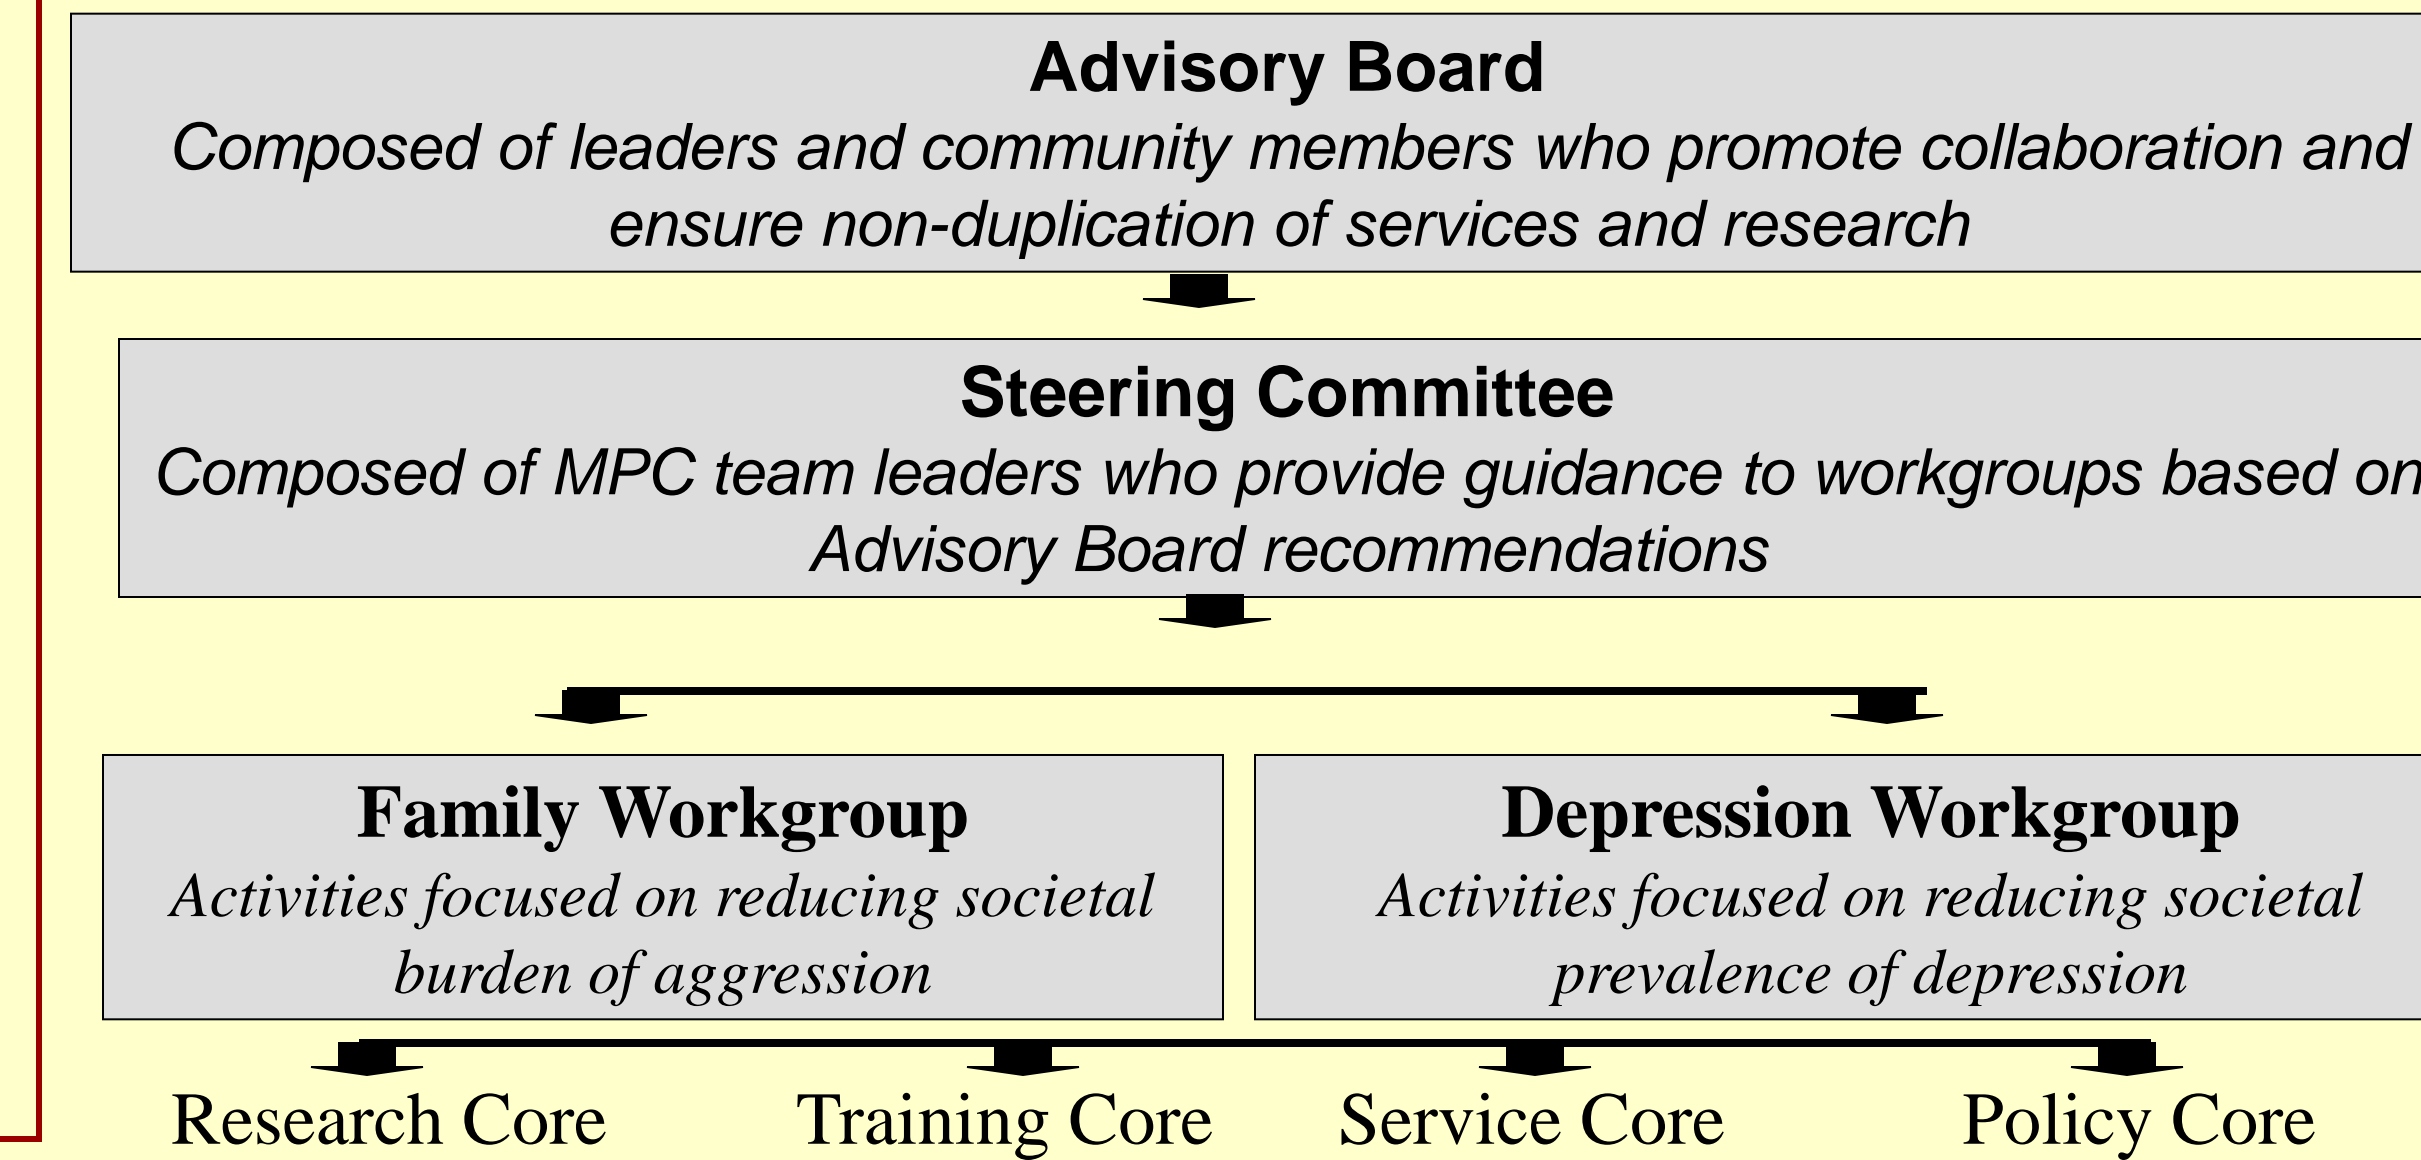 Advisory Board
Composed of leaders and community members who promote collaboration and
ensure non-duplication of services and research
Steering Committee
Composed of MPC team leaders who provide guidance to workgroups based on
Advisory Board recommendations
Family Workgroup
Activities focused on reducing societal
burden of aggression
Depression Workgroup
Activities focused on reducing societal
prevalence of depression
Research Core
Training Core
Service Core
Policy Core